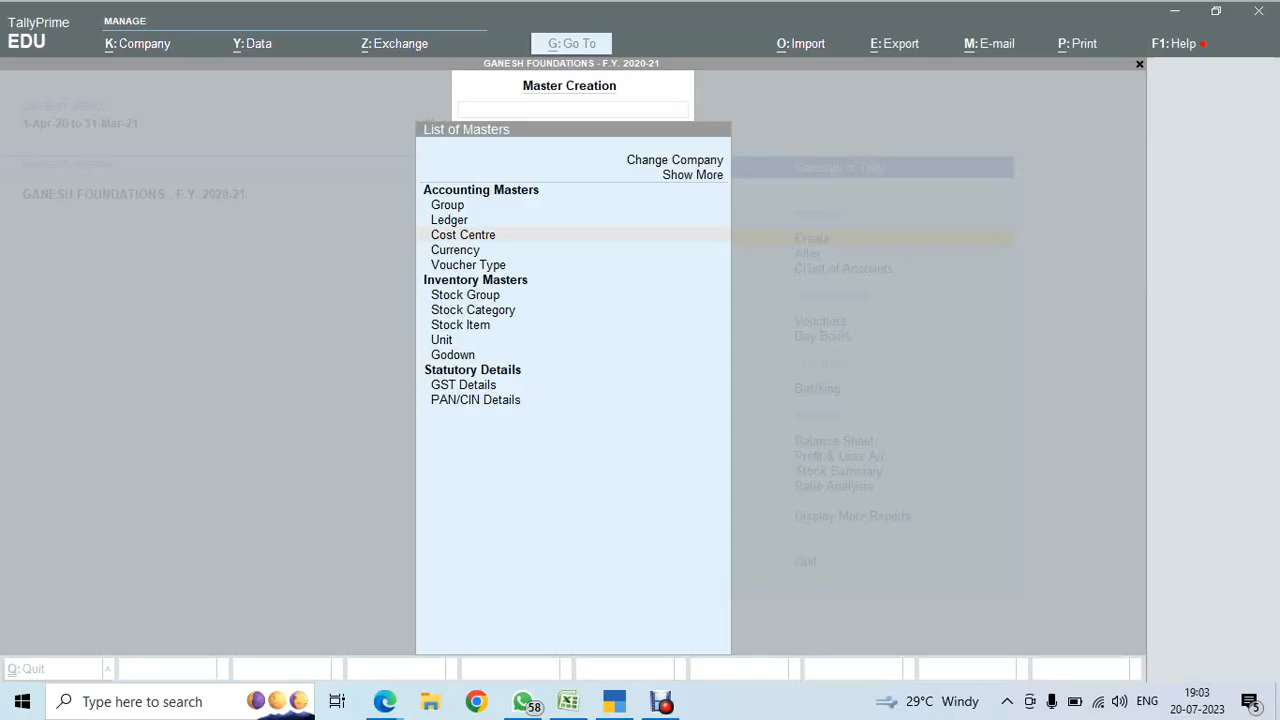 TallyPrime
MANAGE
EDU
K: Company
Y: Data
Z: Exchange
G: Go To
O: Import
E: Export
M: E-mail
P: Print
F1: Help
GANESH FOUNDATIONS - F.Y. 2020-21
Master Creation
1-Apr-20 to 31-Mar-21
GANESH FOUNDATIONS - F.Y. 2020-21
List of Masters
Change Company
Show More
Accounting Masters
Group
Ledger
Cost Centre
Currency
Voucher Type
Inventory Masters
Stock Group
Stock Category
Stock Item
Unit
Godown
Statutory Details
GST Details
PAN/CIN Details
Gateway of Tally
Create
Alter
CHart of Accounts
Vouchers
Day Book
Banking
Balance Sheet
Profit & Loss A/c
Stock Summary
Ratio Analysis
Display More Reports
Quit
Q: Quit
Type here to search
58
29°C Windy
ENG
19:03
20-07-2023
5